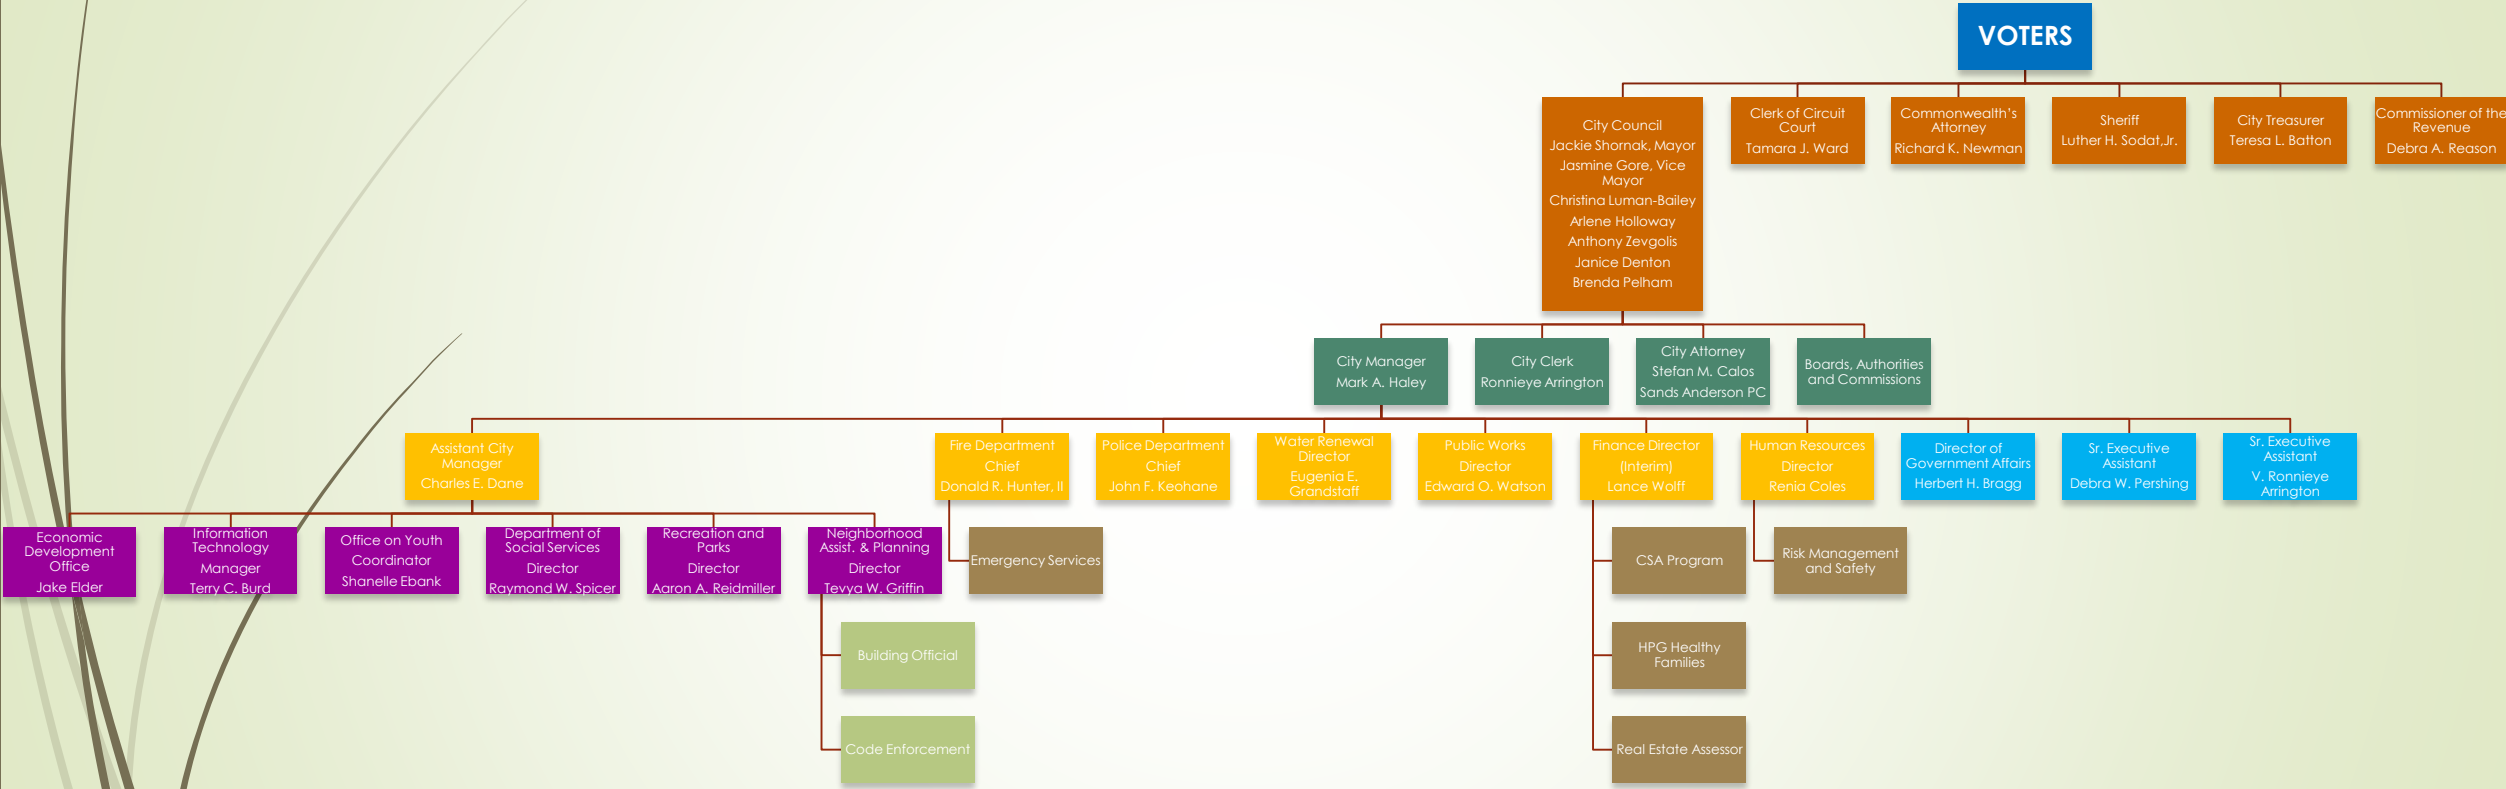 VOTERS
City Council
Jackie Shornak, Mayor
Jasmine Gore, Vice
Mayor
Christina Luman-Bailey
Arlene Holloway
Anthony Zevgolis
Janice Denton
Brenda Pelham
Clerk of Circuit
Court
Tamara J. Ward
Commonwealth's
Attorney
Richard K. Newman
Sheriff
Luther H. Sodat,Jr.
City Treasurer
Teresa L. Batton
Commissioner of the
Revenue
Debra A. Reason
City Manager
Mark A. Haley
City Clerk
Ronnieye Arrington
City Attorney
Stefan M. Calos
Sands Anderson PC
Boards, Authorities
and Commissions
Assistant City
Manager
Charles E. Dane
Fire Department
Chief
Donald R. Hunter, II
Police Department
Chief
John F. Keohane
Water Renewal
Director
Eugenia E.
Grandstaff
Public Works
Director
Edward O. Watson
Finance Director
(Interim)
Lance Wolff
Human Resources
Director
Renia Coles
Director of
Government Affairs
Herbert H. Bragg
Sr. Executive
Assistant
Debra W. Pershing
Sr. Executive
Assistant
V. Ronnieye
Arrington
Economic
Development
Office
Jake Elder
Information
Technology
Manager
Terry C. Burd
Office on Youth
Coordinator
Shanelle Ebank
Department of
Social Services
Director
Raymond W. Spicer
Recreation and
Parks
Director
Aaron A. Reidmiller
Neighborhood
Assist. & Planning
Director
Tevya W. Griffin
Emergency Services
CSA Program
Risk Management
and Safety
Building Official
HPG Healthy
Families
Code Enforcement
Real Estate Assessor